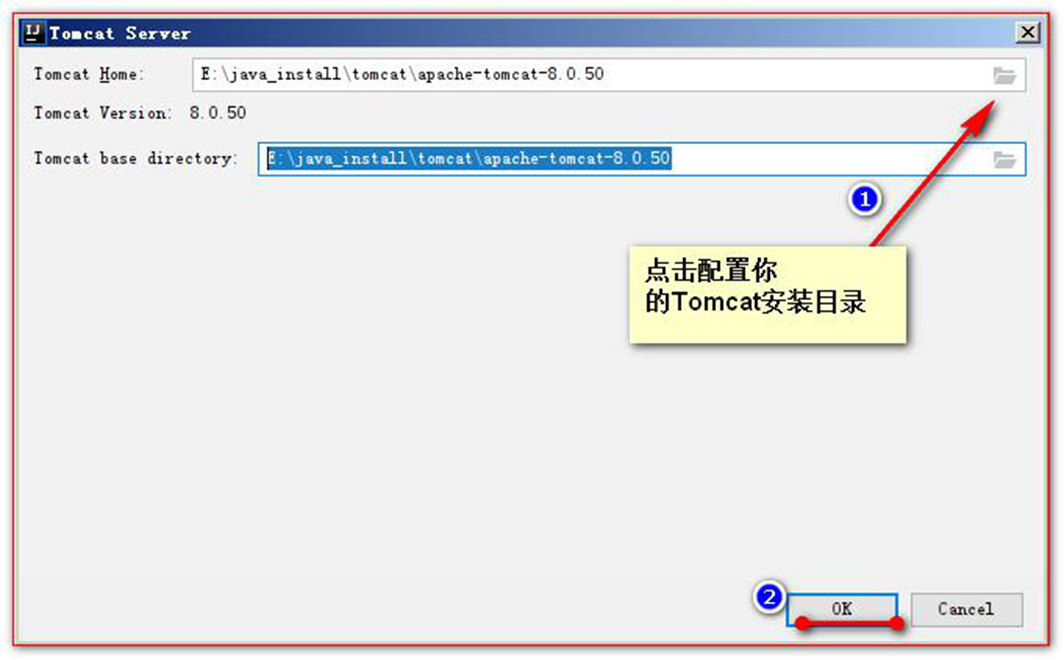 IJ Tomcat Server
Tomcat Home: E:\java_install\tomcat\apache-tomcat-8.0.50
Tomcat Version: 8.0.50
Tomcat base directory: E:\java_install\tomcat\apache-tomcat-8.0.50
1
点击配置你
的Tomcat安装目录
2 OK Cancel